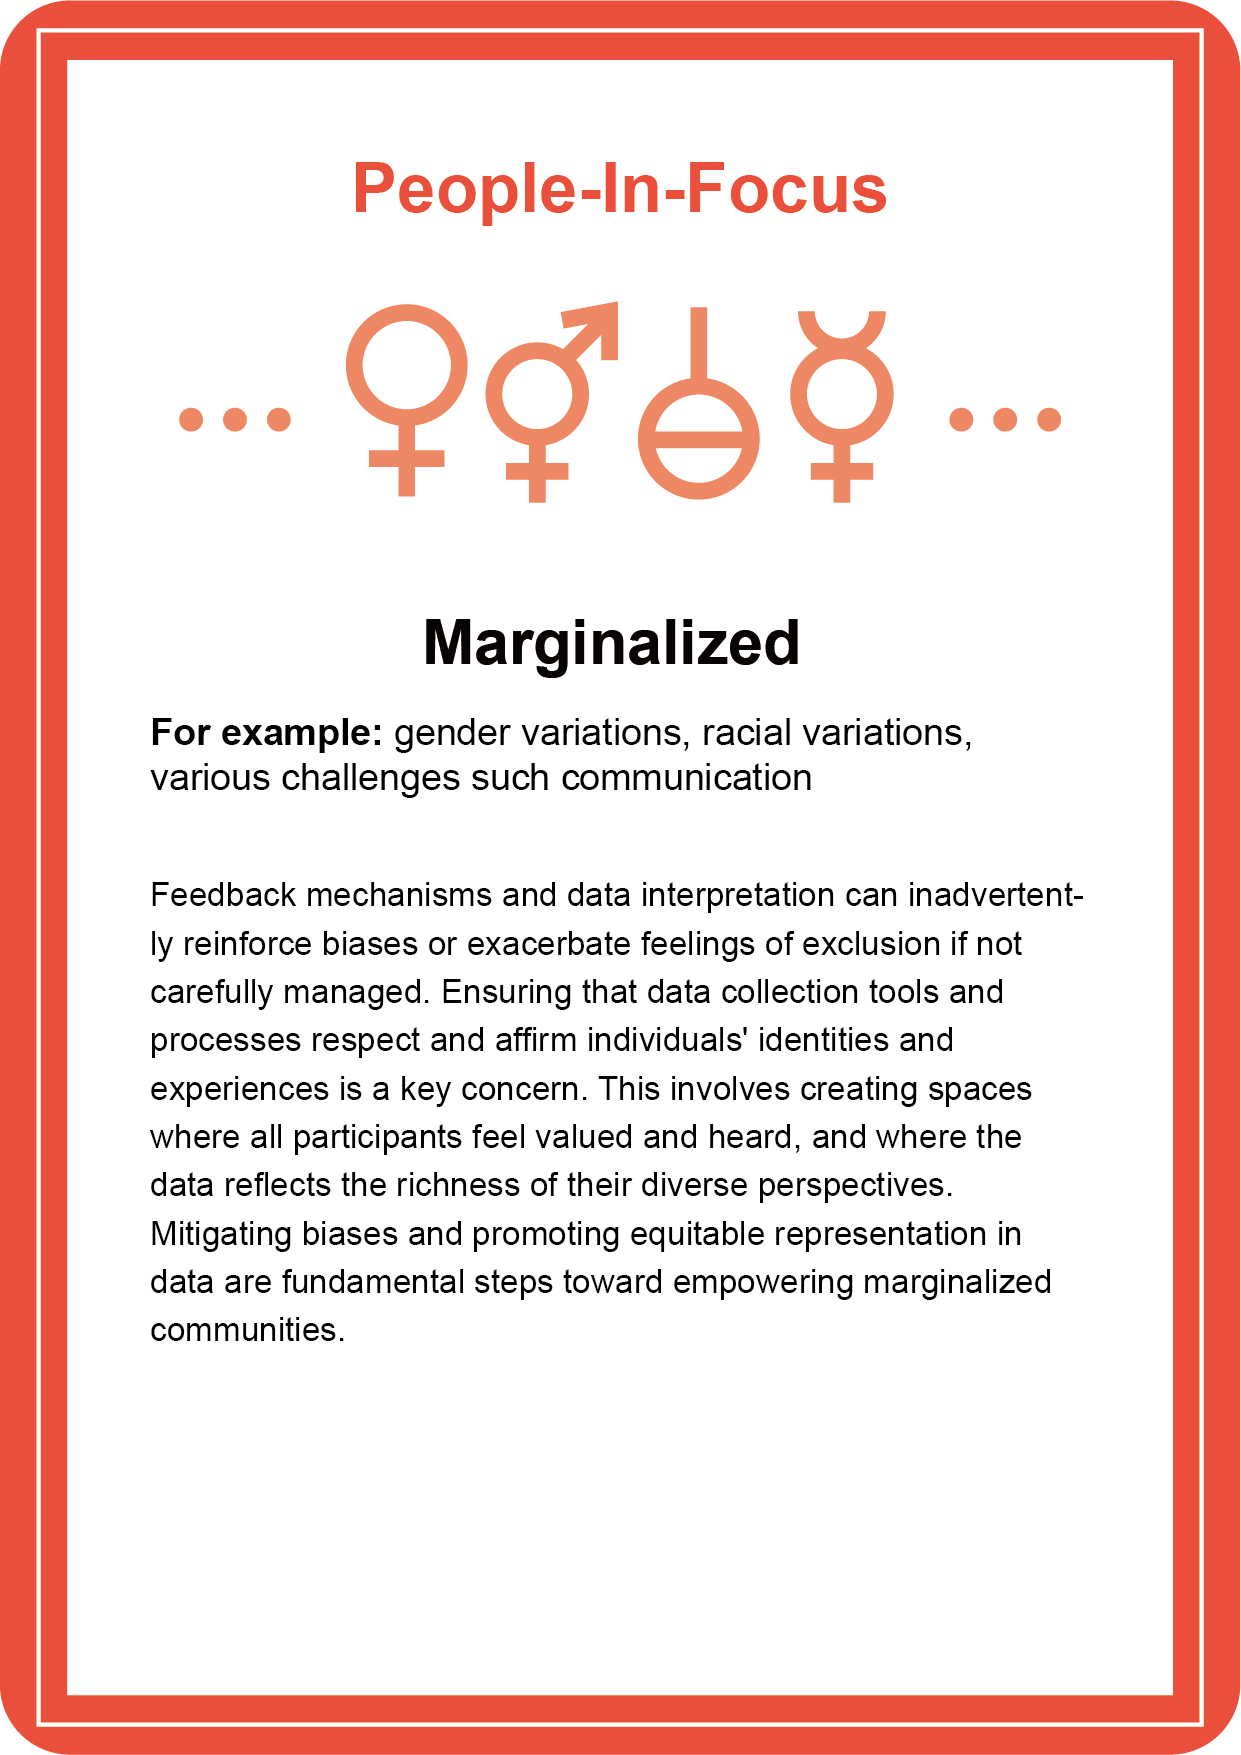 People-In-Focus
Marginalized
For example: gender variations, racial variations,
various challenges such communication
Feedback mechanisms and data interpretation can inadvertent-
ly reinforce biases or exacerbate feelings of exclusion if not
carefully managed. Ensuring that data collection tools and
processes respect and affirm individuals' identities and
experiences is a key concern. This involves creating spaces
where all participants feel valued and heard, and where the
data reflects the richness of their diverse perspectives.
Mitigating biases and promoting equitable representation in
data are fundamental steps toward empowering marginalized
communities.